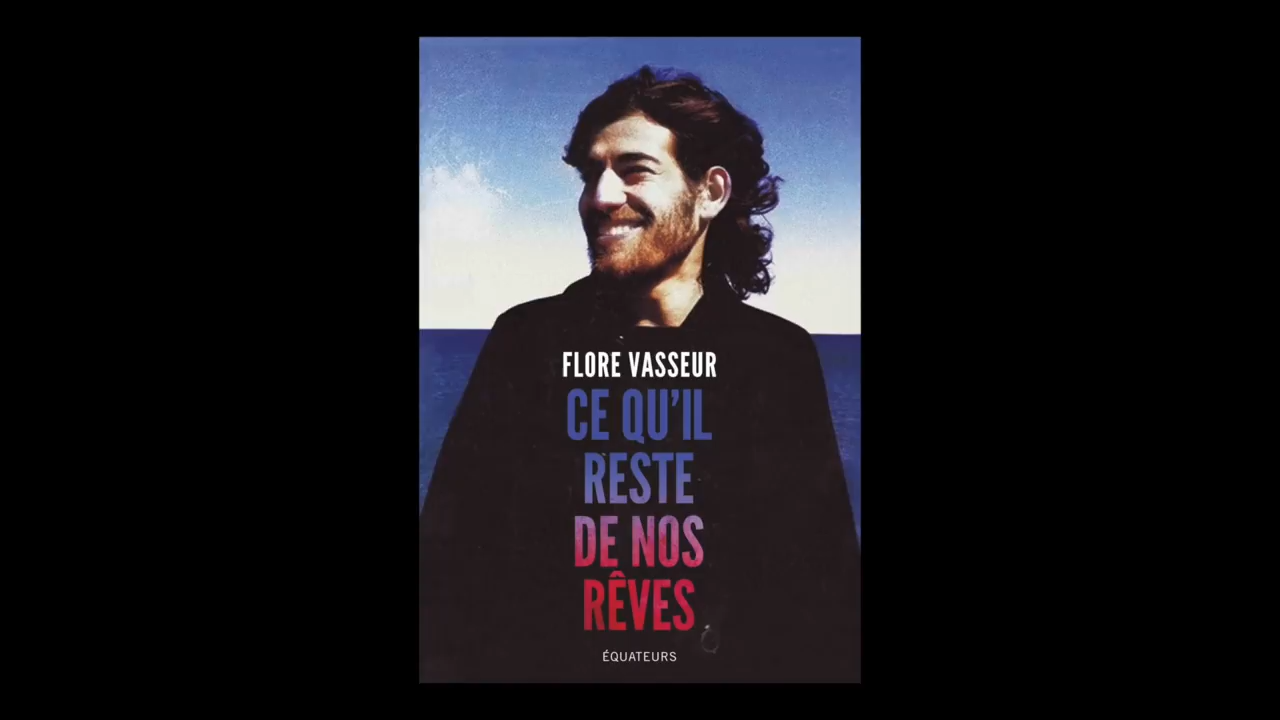 FLORE VASSEUR
CE QU'IL
RESTE
DE NOS
RÊVES
ÉQUATEURS